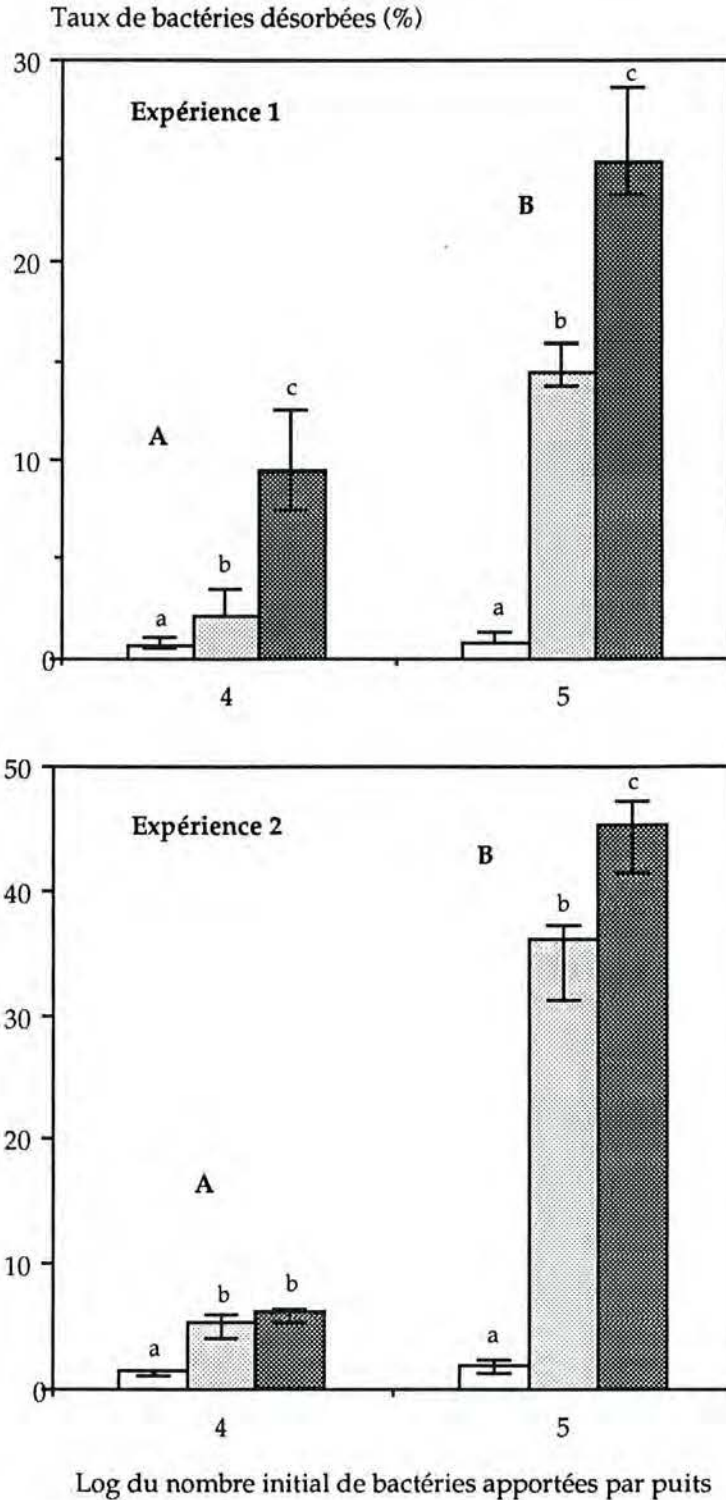 Taux de bactéries désorbées (%)
30
Expérience 1
c
B
20
b
c
A
10
b
a
a
0
4
5
50
Expérience 2
c
B
40
b
30
20
A
10
b
b
a
a
0
4
5
Log du nombre initial de bactéries apportées par puits